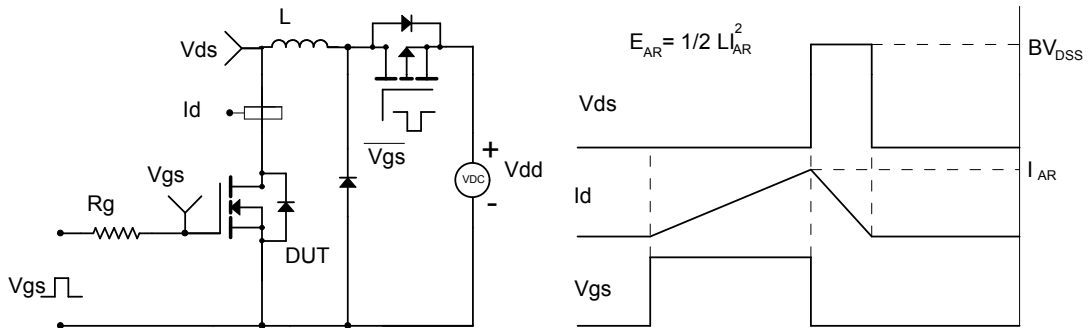 L
Vds
Id
Vgs
Vgs
Rg
DUT
Vgs
VDC
+
-
Vdd
E_AR = 1/2 LI_AR^2
BV_DSS
Vds
I_AR
Id
Vgs